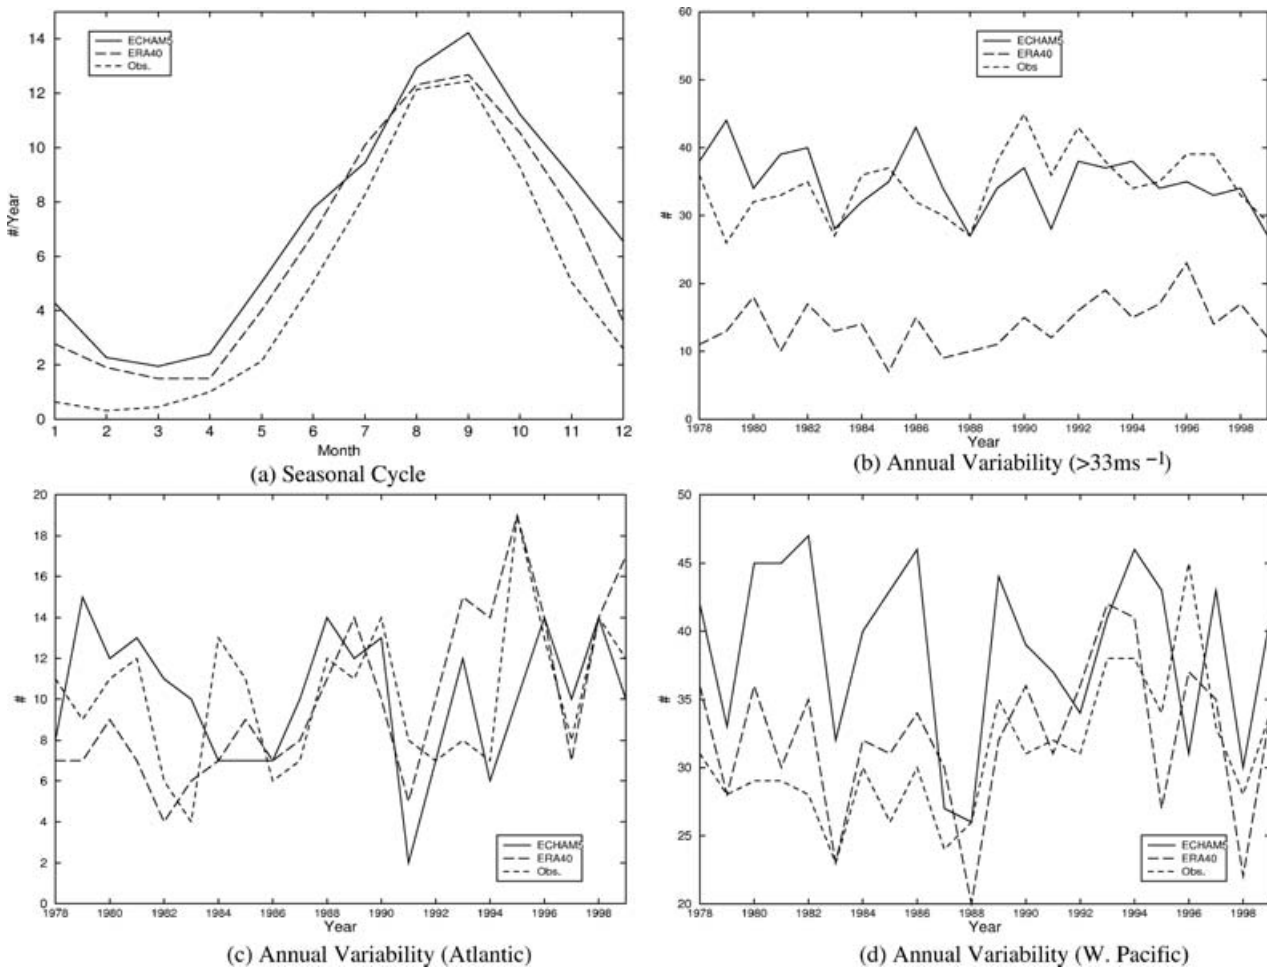 14
12
10
8
6
4
2
0
#/Year
ECHAM5
ERA40
Obs.
1 2 3 4 5 6 7 8 9 10 11 12
Month
(a) Seasonal Cycle
60
50
40
30
20
10
0
#
ECHAM5
ERA40
Obs
1978 1980 1982 1984 1986 1988 1990 1992 1994 1996 1998
Year
(b) Annual Variability (>33ms −1)
20
18
16
14
12
10
8
6
4
2
0
#
ECHAM5
ERA40
Obs.
1978 1980 1982 1984 1986 1988 1990 1992 1994 1996 1998
Year
(c) Annual Variability (Atlantic)
50
45
40
35
30
25
20
#
ECHAM5
ERA40
Obs.
1978 1980 1982 1984 1986 1988 1990 1992 1994 1996 1998
Year
(d) Annual Variability (W. Pacific)